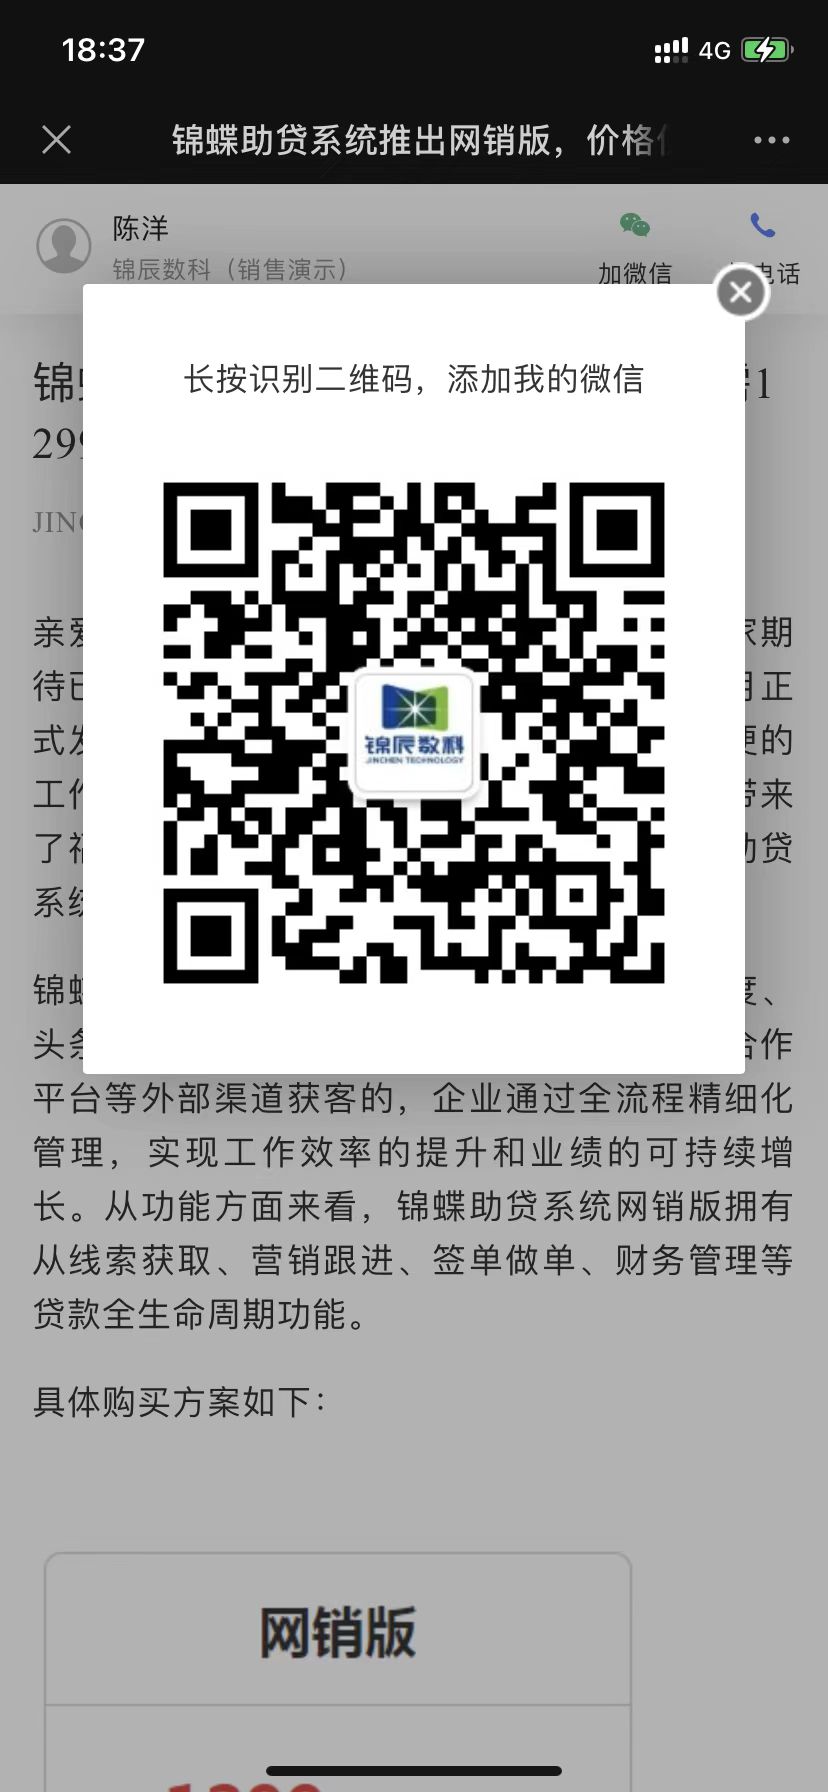 18:37
4G
锦蝶助贷系统推出网销版，价格
陈洋
锦辰数科（销售演示）
加微信
电话
长按识别二维码，添加我的微信
锦
1
299
JIN
亲爱
家期
待已
月正
式发
便的
工作
带来
了福
助贷
系统
锦辰数科
JINCHEN TECHNOLOGY
锦蝶
度、
头条
合作
平台等外部渠道获客的，企业通过全流程精细化
管理，实现工作效率的提升和业绩的可持续增
长。从功能方面来看，锦蝶助贷系统网销版拥有
从线索获取、营销跟进、签单做单、财务管理等
贷款全生命周期功能。
具体购买方案如下：
网销版